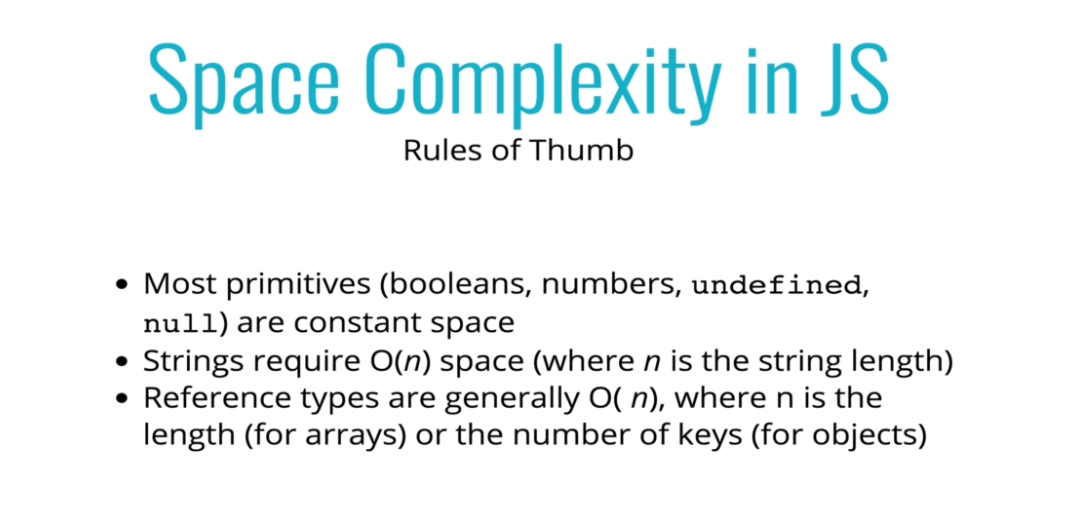 Space Complexity in JS
Rules of Thumb
• Most primitives (booleans, numbers, undefined,
null) are constant space
• Strings require O(n) space (where n is the string length)
• Reference types are generally O( n), where n is the
length (for arrays) or the number of keys (for objects)